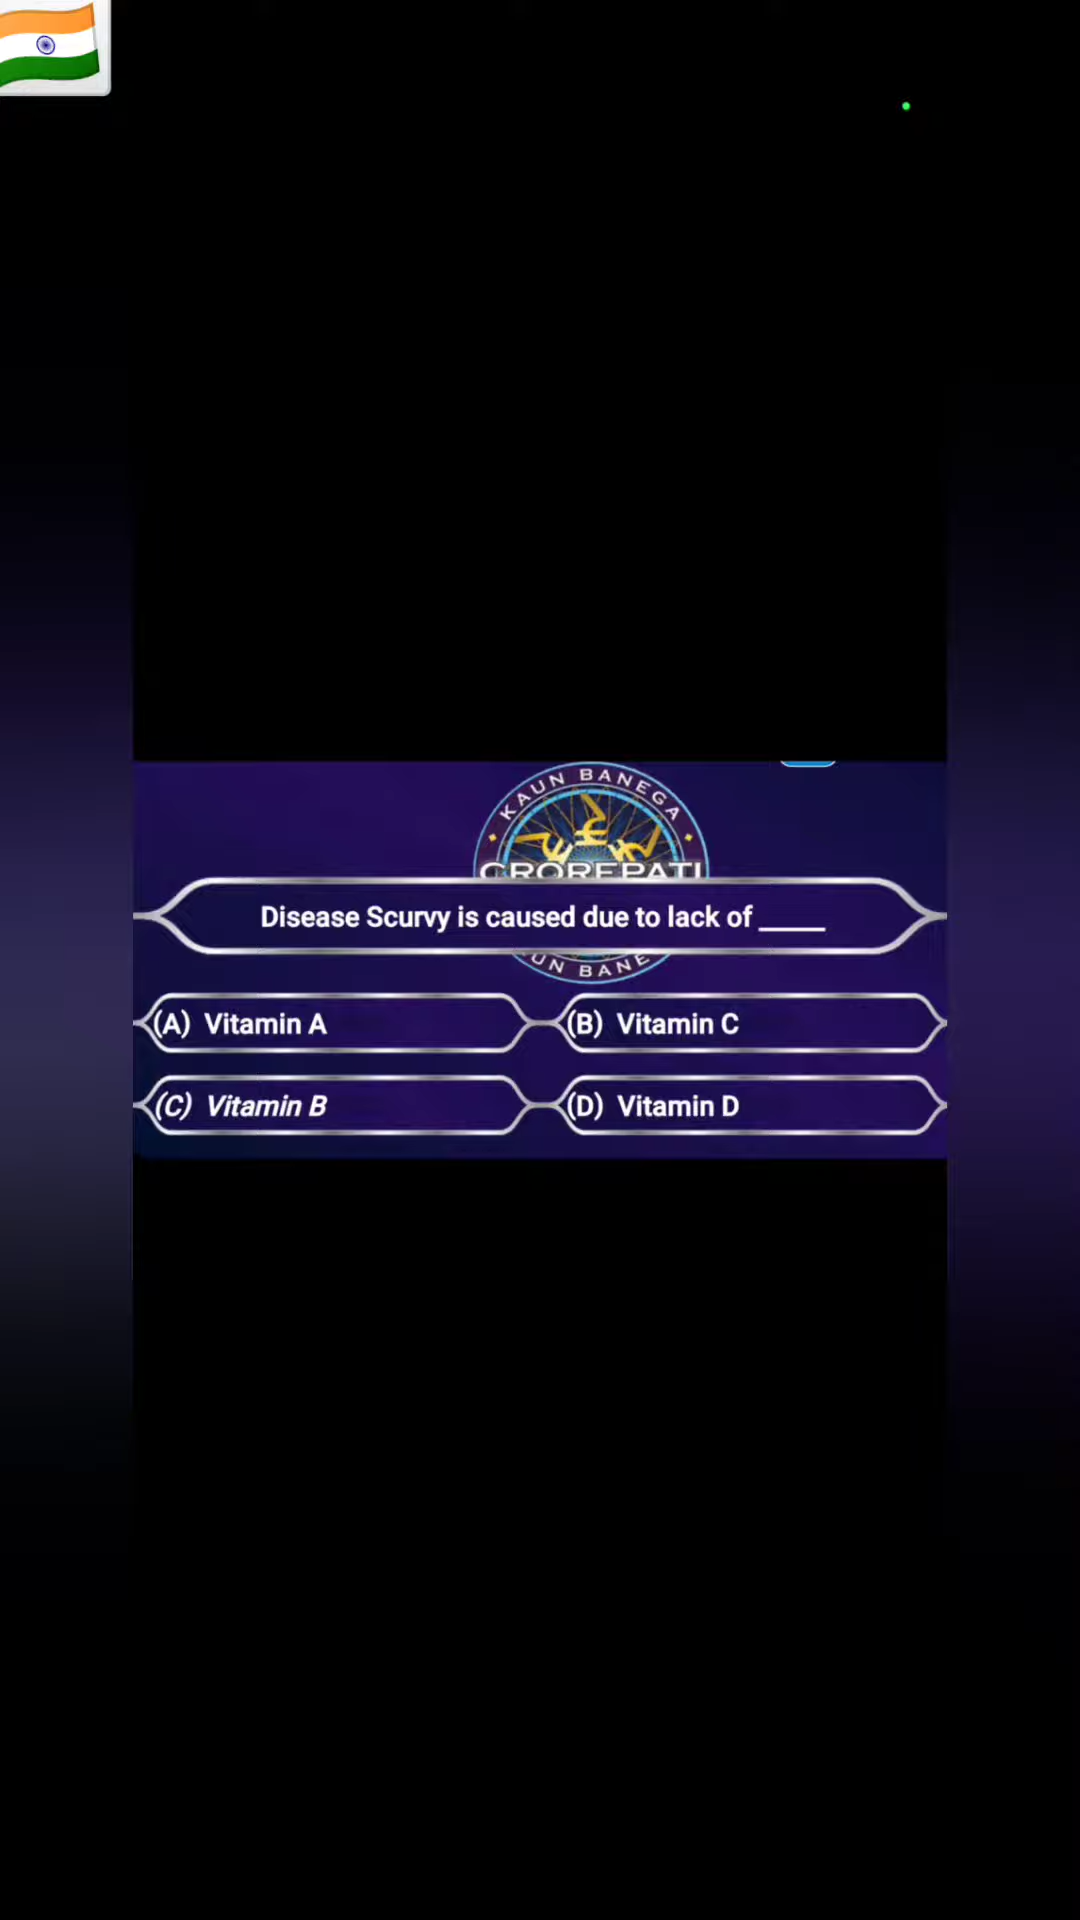 KAUN BANEGA
CROREPATI
Disease Scurvy is caused due to lack of _____
UN BANE
(A) Vitamin A
(B) Vitamin C
(C) Vitamin B
(D) Vitamin D